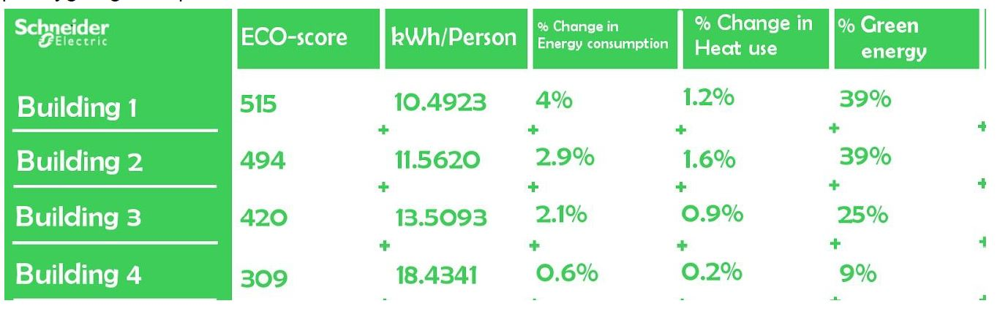 Schneider
Electric
ECO-score
kWh/Person
% Change in
Energy consumption
% Change in
Heat use
% Green
energy
Building 1
515
10.4923
4%
1.2%
39%
Building 2
494
11.5620
2.9%
1.6%
39%
Building 3
420
13.5093
2.1%
0.9%
25%
Building 4
309
18.4341
0.6%
0.2%
9%